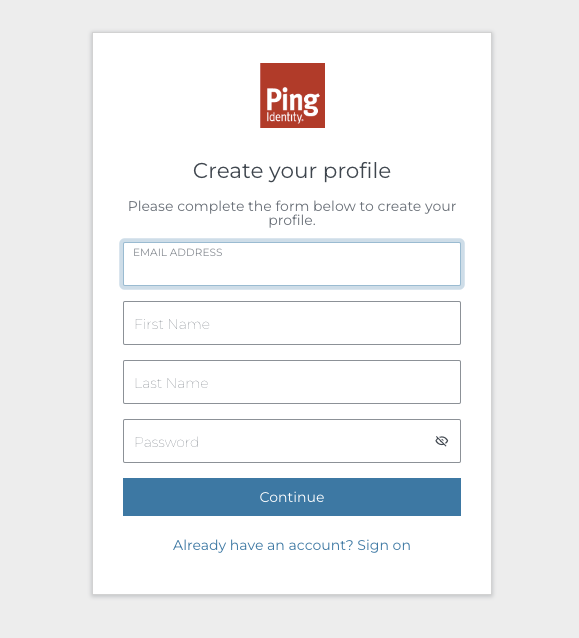 Ping
Identity.
Create your profile
Please complete the form below to create your
profile.
EMAIL ADDRESS
First Name
Last Name
Password
Continue
Already have an account? Sign on